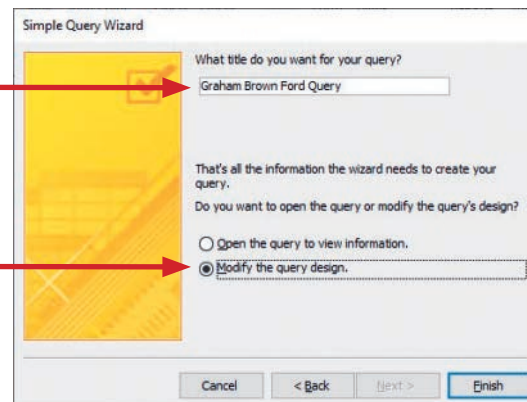 Simple Query Wizard
What title do you want for your query?
Graham Brown Ford Query
That's all the information the wizard needs to create your
query.
Do you want to open the query or modify the query's design?
Open the query to view information.
Modify the query design.
Cancel
< Back
Next >
Finish